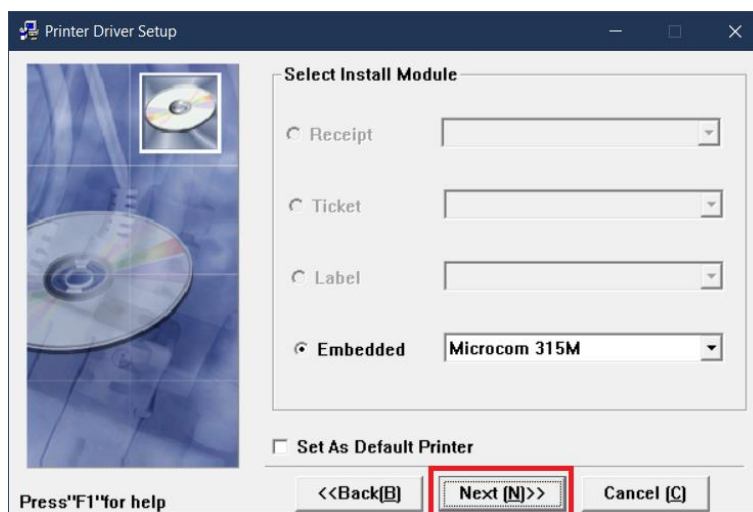 Printer Driver Setup
Select Install Module
Receipt
Ticket
Label
Embedded Microcom 315M
Set As Default Printer
<<Back(B) Next (N)>> Cancel (C)
Press"F1"for help